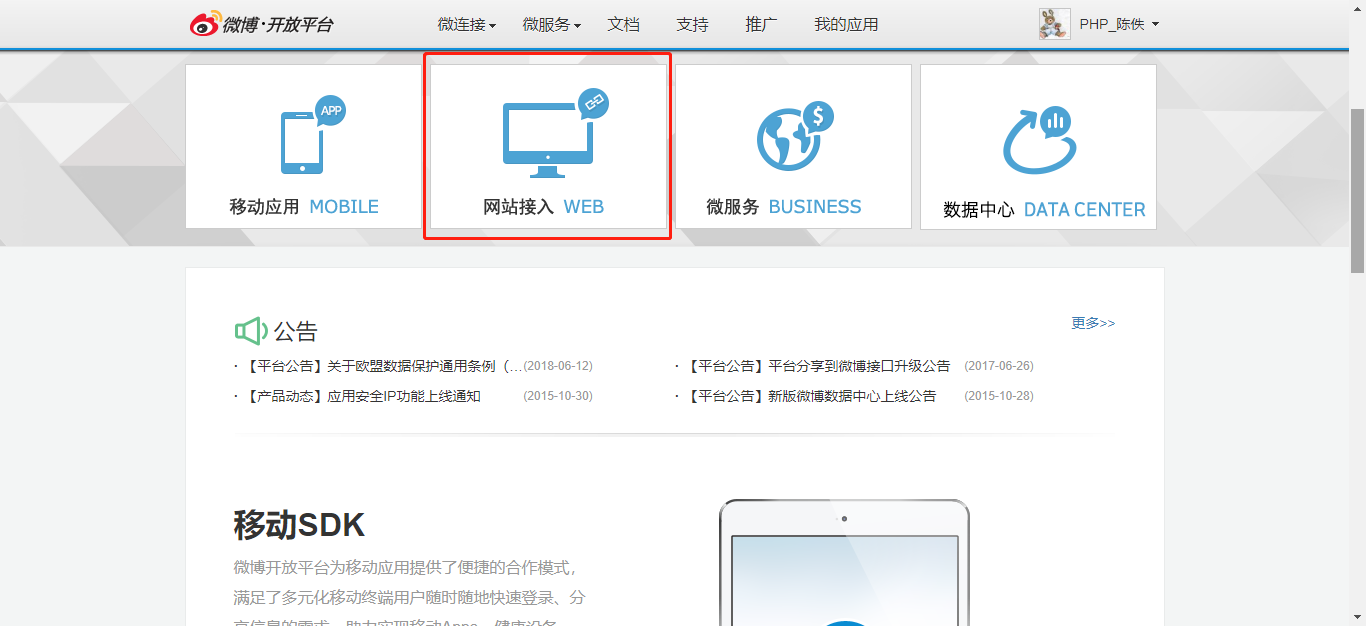 微博·开放平台 微连接 微服务 文档 支持 推广 我的应用 PHP_陈佚
APP
$
移动应用 MOBILE
网站接入 WEB
微服务 BUSINESS
数据中心 DATA CENTER
公告
更多>>
· 【平台公告】关于欧盟数据保护通用条例（... (2018-06-12)
· 【平台公告】平台分享到微博接口升级公告 (2017-06-26)
· 【产品动态】应用安全IP功能上线通知 (2015-10-30)
· 【平台公告】新版微博数据中心上线公告 (2015-10-28)
移动SDK
微博开放平台为移动应用提供了便捷的合作模式，
满足了多元化移动终端用户随时随地快速登录、分